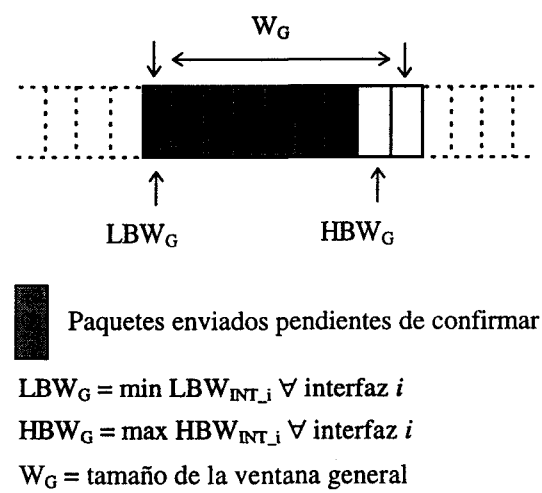 W_G
LBW_G HBW_G
Paquetes enviados pendientes de confirmar
LBW_G = min LBW_INT_i ∀ interfaz i
HBW_G = max HBW_INT_i ∀ interfaz i
W_G = tamaño de la ventana general